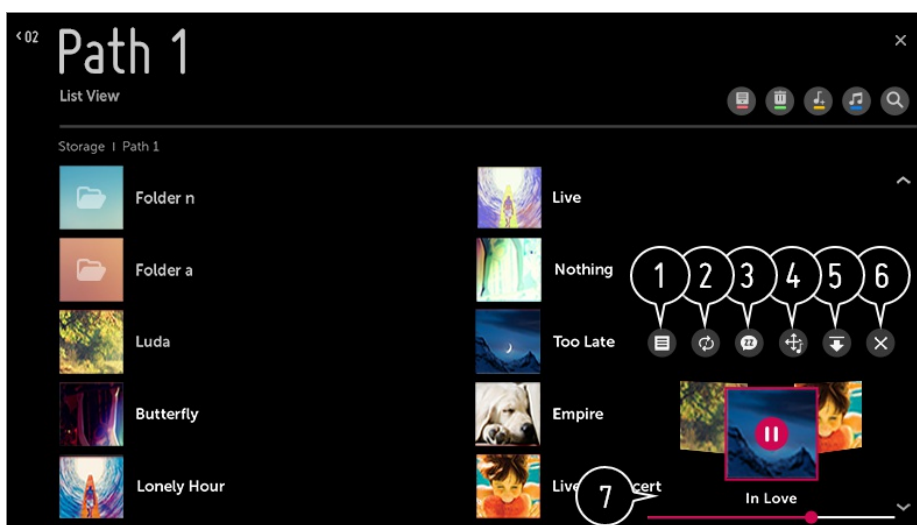 <02
Path 1
List View
Storage | Path 1
Folder n
Folder a
Luda
Butterfly
Lonely Hour
Live
Nothing
Too Late
Empire
Live cert
1 2 3 4 5 6
zz
7
In Love